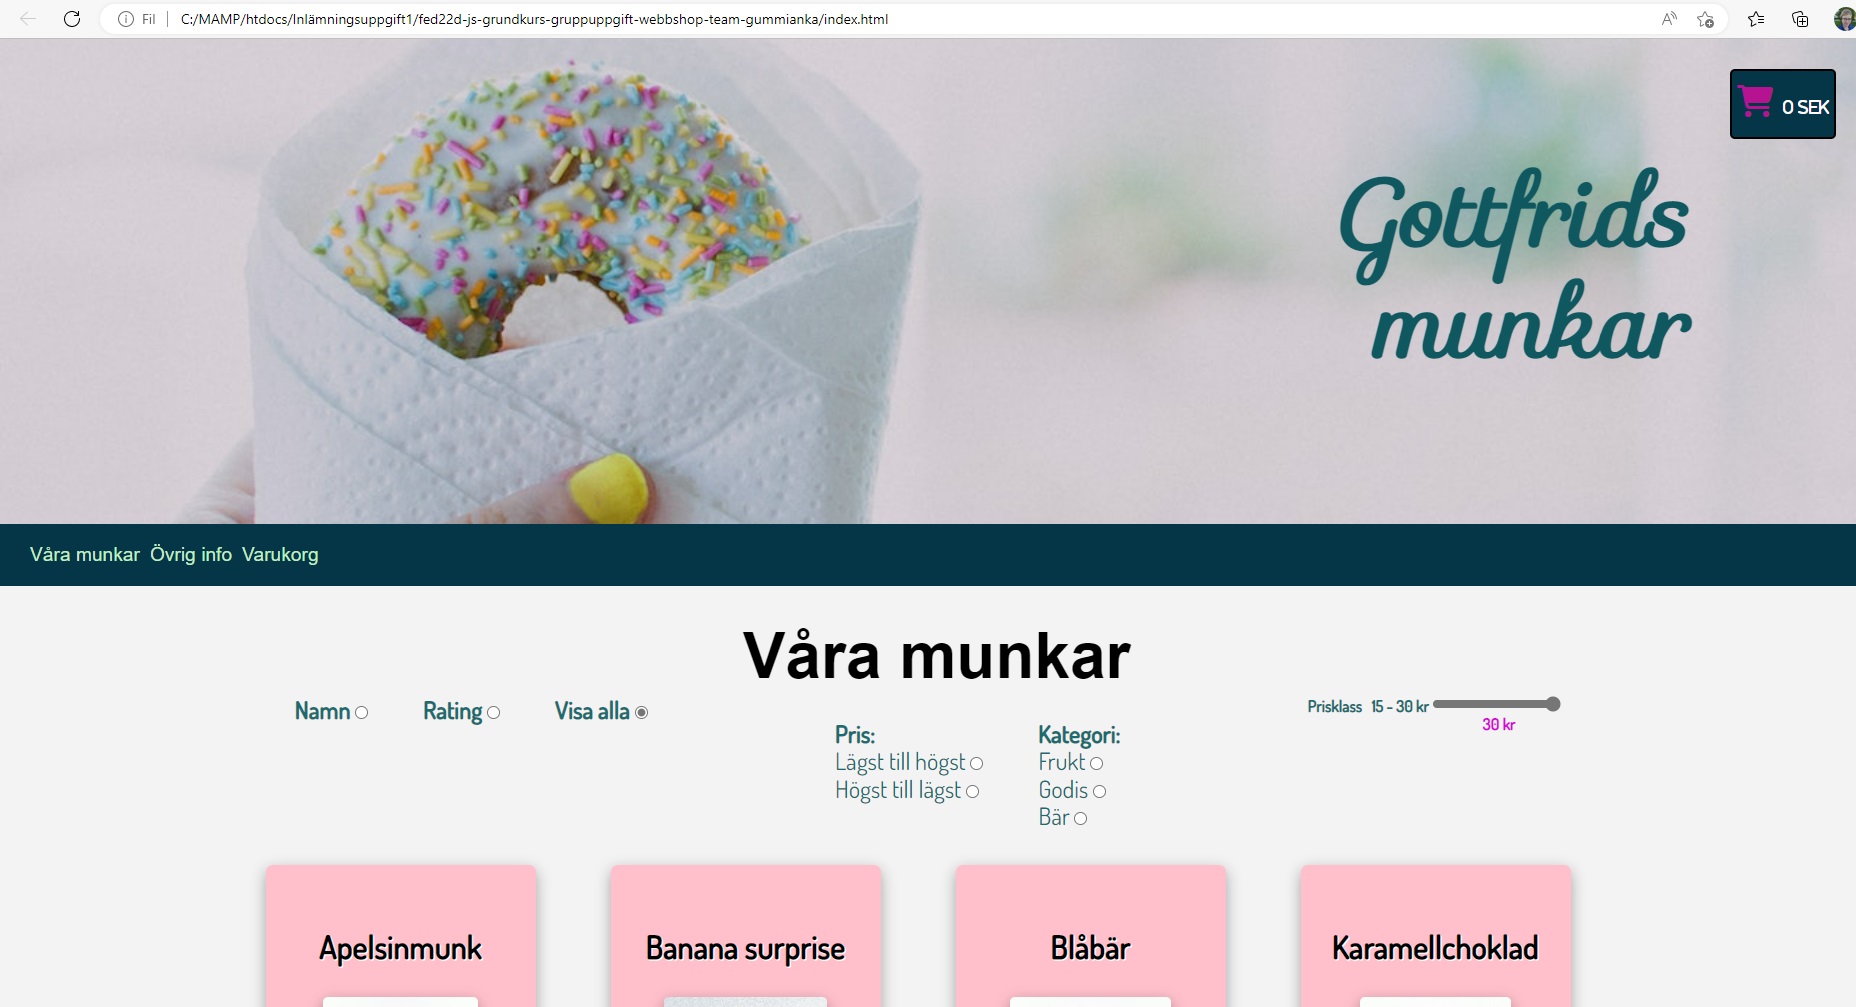 Fil C:/MAMP/htdocs/Inlämningsuppgift1/fed22d-js-grundkurs-gruppuppgift-webbshop-team-gummianka/index.html
0 SEK
Gottfrids
munkar
Våra munkar Övrig info Varukorg
Våra munkar
Namn Rating Visa alla
Pris:
Lägst till högst
Högst till lägst
Kategori:
Frukt
Godis
Bär
Prisklass 15 - 30 kr
30 kr
Apelsinmunk
Banana surprise
Blåbär
Karamellchoklad